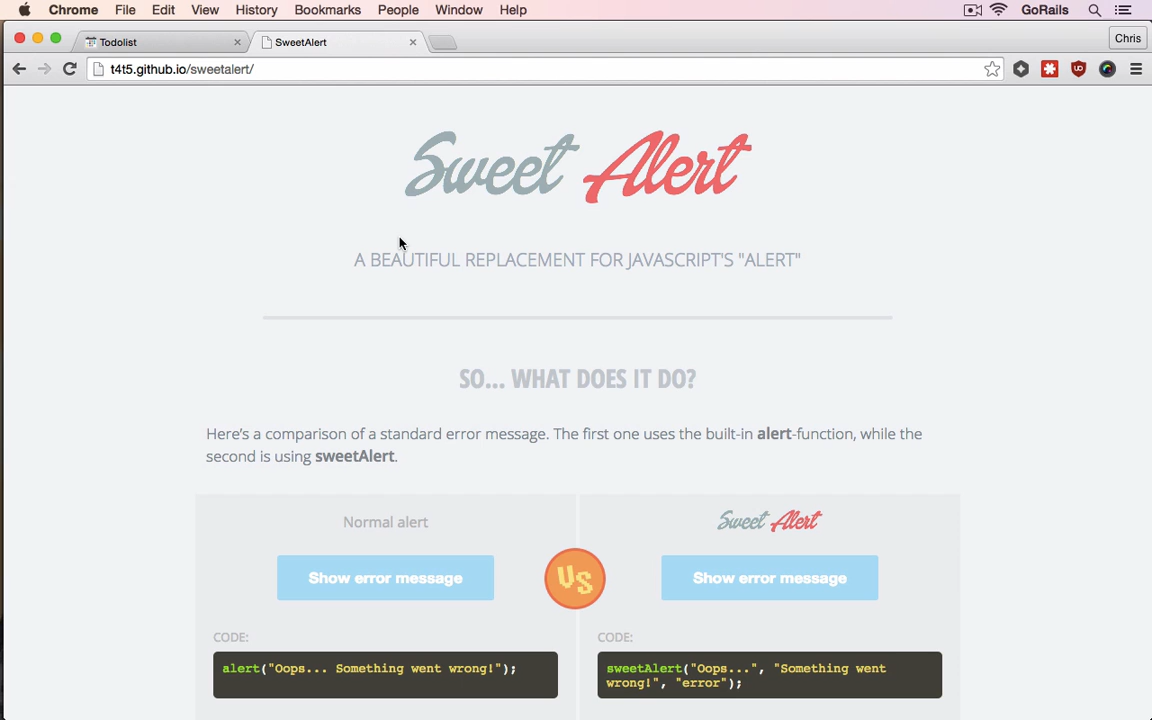 Chrome File Edit View History Bookmarks People Window Help GoRails
Todolist SweetAlert Chris
t4t5.github.io/sweetalert/
Sweet Alert
A BEAUTIFUL REPLACEMENT FOR JAVASCRIPT'S "ALERT"
SO... WHAT DOES IT DO?
Here's a comparison of a standard error message. The first one uses the built-in alert-function, while the
second is using sweetAlert.
Normal alert
Show error message
CODE:
alert("Oops... Something went wrong!");
VS
Sweet Alert
Show error message
CODE:
sweetAlert("Oops...", "Something went
wrong!", "error");